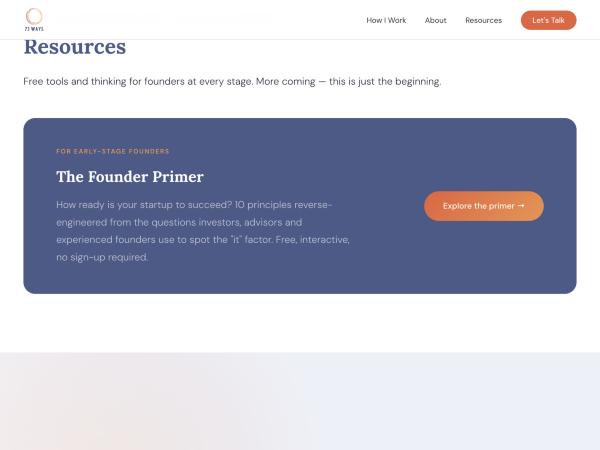 73 WAYS
How I Work
About
Resources
Let's Talk
Resources
Free tools and thinking for founders at every stage. More coming — this is just the beginning.
FOR EARLY-STAGE FOUNDERS
The Founder Primer
How ready is your startup to succeed? 10 principles reverse-
engineered from the questions investors, advisors and
experienced founders use to spot the "it" factor. Free, interactive,
no sign-up required.
Explore the primer →